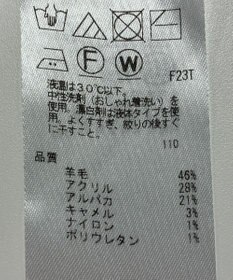 F
W
F23T
液温は30℃以下。
中性洗剤(おしゃれ着洗い)を
使用。漂白剤は液体タイプを使
用。よくすすぎ、絞りの後すぐ
に干すこと。
110
品質
羊毛 46%
アクリル 28%
アルパカ 21%
キャメル 3%
ナイロン 1%
ポリウレタン 1%